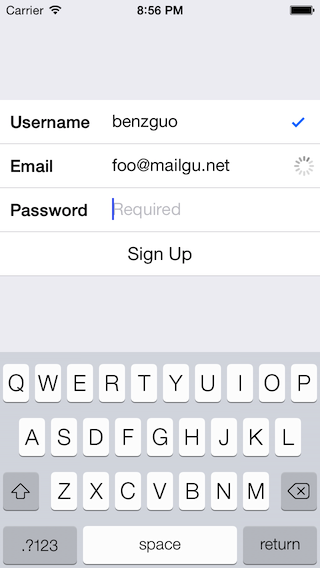 Carrier 8:56 PM
Username benzguo
Email foo@mailgu.net
Password Required
Sign Up
Q W E R T Y U I O P
A S D F G H J K L
Z X C V B N M
.?123 space return